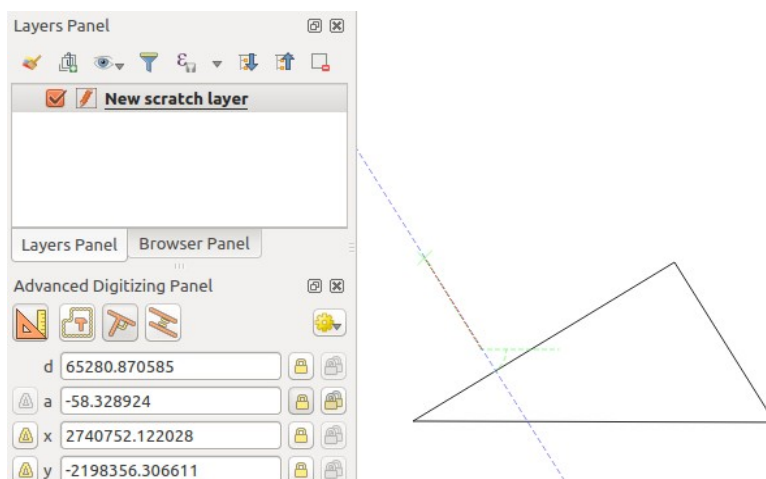 Layers Panel
New scratch layer
Layers Panel Browser Panel
Advanced Digitizing Panel
d 65280.870585
a -58.328924
x 2740752.122028
y -2198356.306611